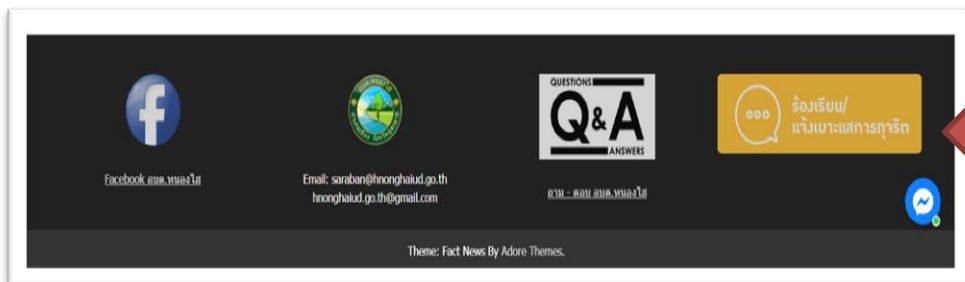 f
Facebook อบต.หนองไฮ
Email: saraban@hnonghaiud.go.th
hnonghaiud.go.th@gmail.com
QUESTIONS
Q&A
ANSWERS
ถาม - ตอบ อบต.หนองไฮ
ร้องเรียน/
แจ้งเบาะแสการทุจริต
Theme: Fact News By Adore Themes.